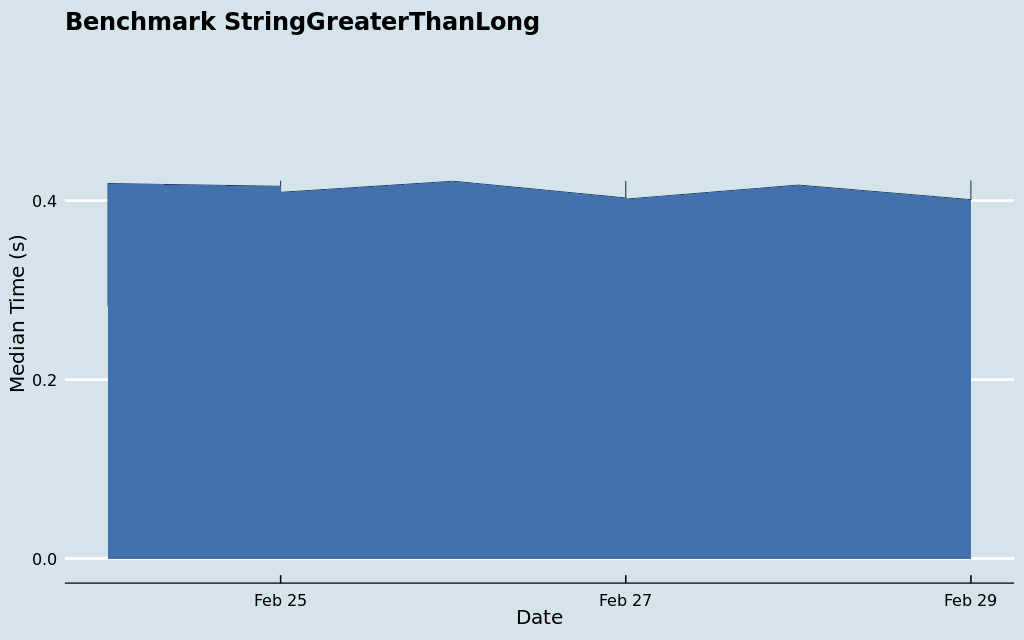 Benchmark StringGreaterThanLong
Median Time (s)
0.4
0.2
0.0
Feb 25
Feb 27
Feb 29
Date